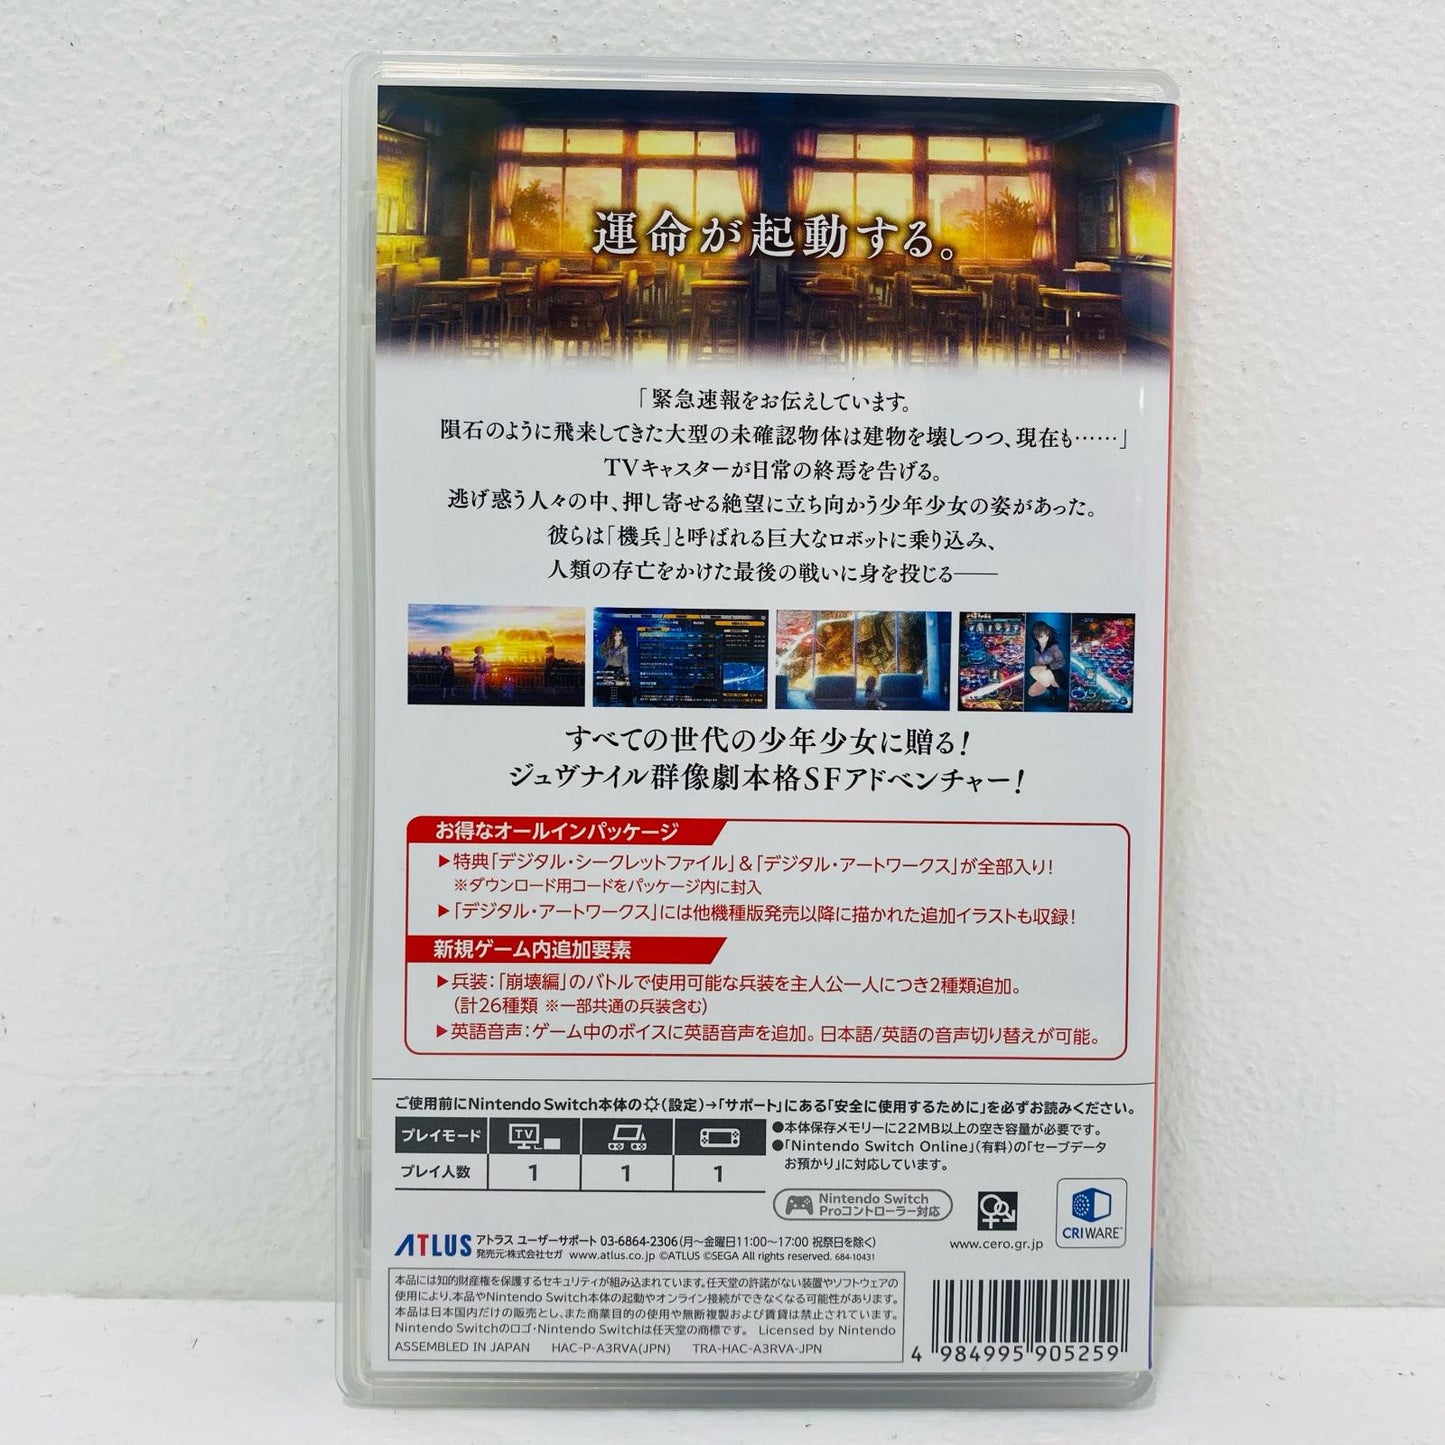 運命が起動する。
「緊急速報をお伝えしています。
隕石のように飛来してきた大型の未確認物体は建物を壊しつつ、現在も……」
TVキャスターが日常の終焉を告げる。
逃げ惑う人々の中、押し寄せる絶望に立ち向かう少年少女の姿があった。
彼らは「機兵」と呼ばれる巨大なロボットに乗り込み、
人類の存亡をかけた最後の戦いに身を投じる――
すべての世代の少年少女に贈る!
ジュヴナイル群像劇本格SFアドベンチャー!
お得なオールインパッケージ
▶特典「デジタル・シークレットファイル」&「デジタル・アートワークス」が全部入り!
※ダウンロード用コードをパッケージ内に封入
▶「デジタル・アートワークス」には他機種版発売以降に描かれた追加イラストも収録!
新規ゲーム内追加要素
▶兵装:「崩壊編」のバトルで使用可能な兵装を主人公一人につき2種類追加。
(計26種類 ※一部共通の兵装含む)
▶英語音声:ゲーム中のボイスに英語音声を追加。日本語/英語の音声切り替えが可能。
ご使用前にNintendo Switch本体の(設定)→「サポート」にある「安全に使用するために」を必ずお読みください。
プレイモード TV
プレイ人数 1 1 1
●本体保存メモリーに22MB以上の空き容量が必要です。
●「Nintendo Switch Online」(有料)の「セーブデータ
お預かり」に対応しています。
Nintendo Switch
Proコントローラー対応
www.cero.gr.jp
CRIWARE
ATLUS アトラス ユーザーサポート 03-6864-2306(月〜金曜日11:00〜17:00 祝祭日を除く)
発売元:株式会社セガ www.atlus.co.jp ©ATLUS ©SEGA All rights reserved. 684-10431
本品には知的財産権を保護するセキュリティが組み込まれています。任天堂の許諾がない装置やソフトウェアの
使用により、本品やNintendo Switch本体の起動やオンライン接続ができなくなる可能性があります。
本品は日本国内だけの販売とし、また商業目的の使用や無断複製および賃貸は禁止されています。
Nintendo Switchのロゴ・Nintendo Switchは任天堂の商標です。 Licensed by Nintendo
ASSEMBLED IN JAPAN HAC-P-A3RVA(JPN) TRA-HAC-A3RVA-JPN
4 984995 905259